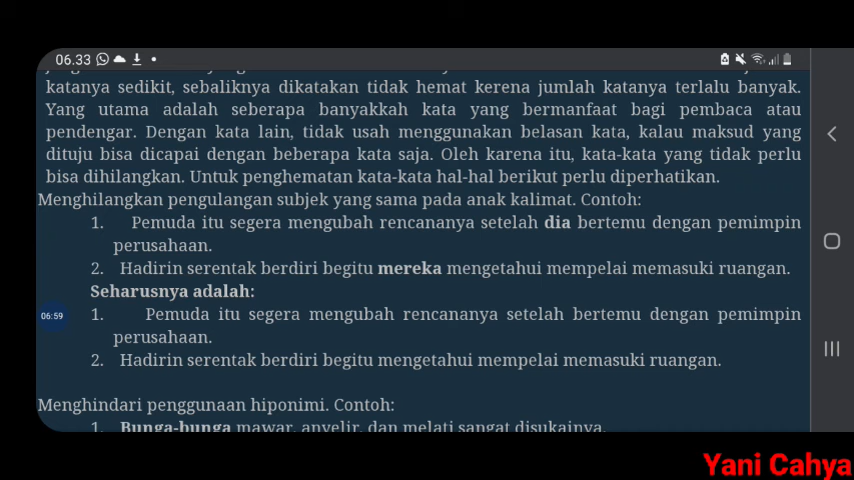 06.33
katanya sedikit, sebaliknya dikatakan tidak hemat kerena jumlah katanya terlalu banyak.
Yang utama adalah seberapa banyakkah kata yang bermanfaat bagi pembaca atau
pendengar. Dengan kata lain, tidak usah menggunakan belasan kata, kalau maksud yang
dituju bisa dicapai dengan beberapa kata saja. Oleh karena itu, kata-kata yang tidak perlu
bisa dihilangkan. Untuk penghematan kata-kata hal-hal berikut perlu diperhatikan.
Menghilangkan pengulangan subjek yang sama pada anak kalimat. Contoh:
1. Pemuda itu segera mengubah rencananya setelah dia bertemu dengan pemimpin
perusahaan.
2. Hadirin serentak berdiri begitu mereka mengetahui mempelai memasuki ruangan.
Seharusnya adalah:
06:59
1. Pemuda itu segera mengubah rencananya setelah bertemu dengan pemimpin
perusahaan.
2. Hadirin serentak berdiri begitu mengetahui mempelai memasuki ruangan.
Menghindari penggunaan hiponimi. Contoh:
1. Bunga-bunga mawar, anyelir, dan melati sangat disukainya.
Yani Cahya